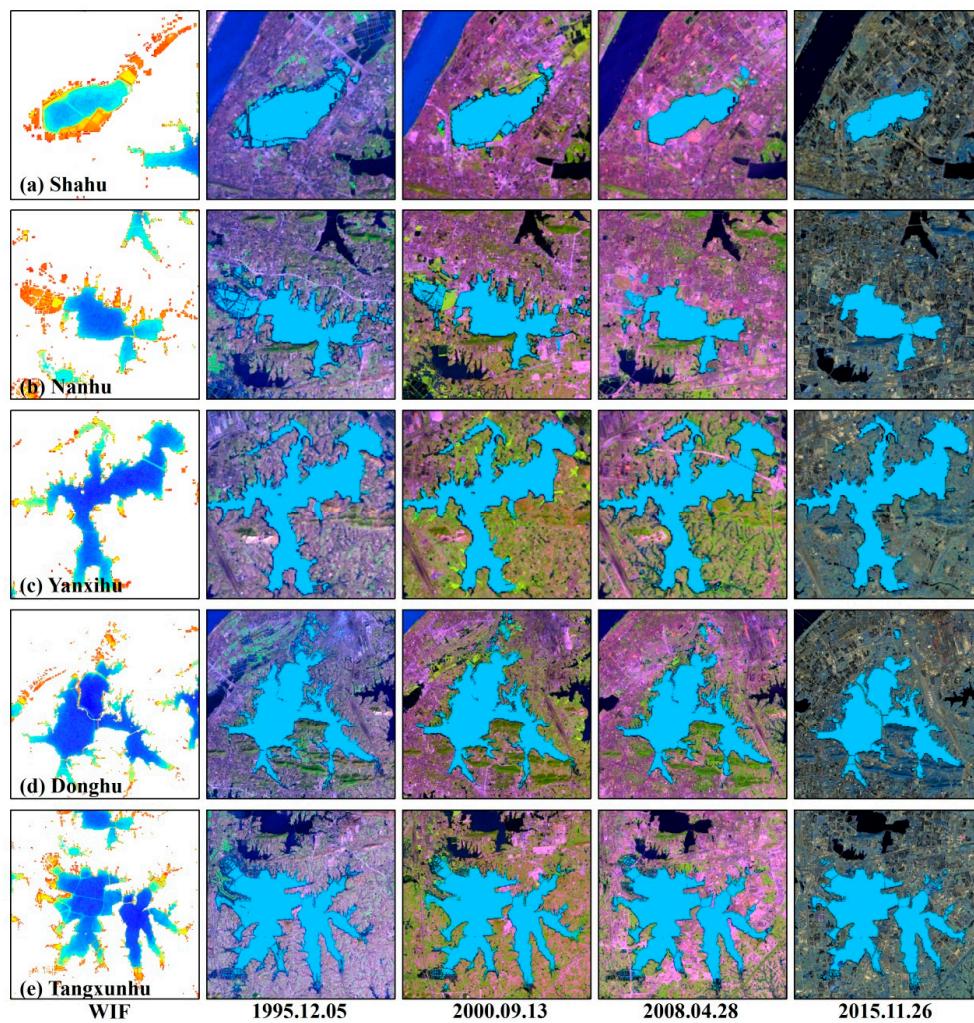 (a) Shahu
(b) Nanhu
(c) Yanxihu
(d) Donghu
(e) Tangxunhu
WIF 1995.12.05 2000.09.13 2008.04.28 2015.11.26